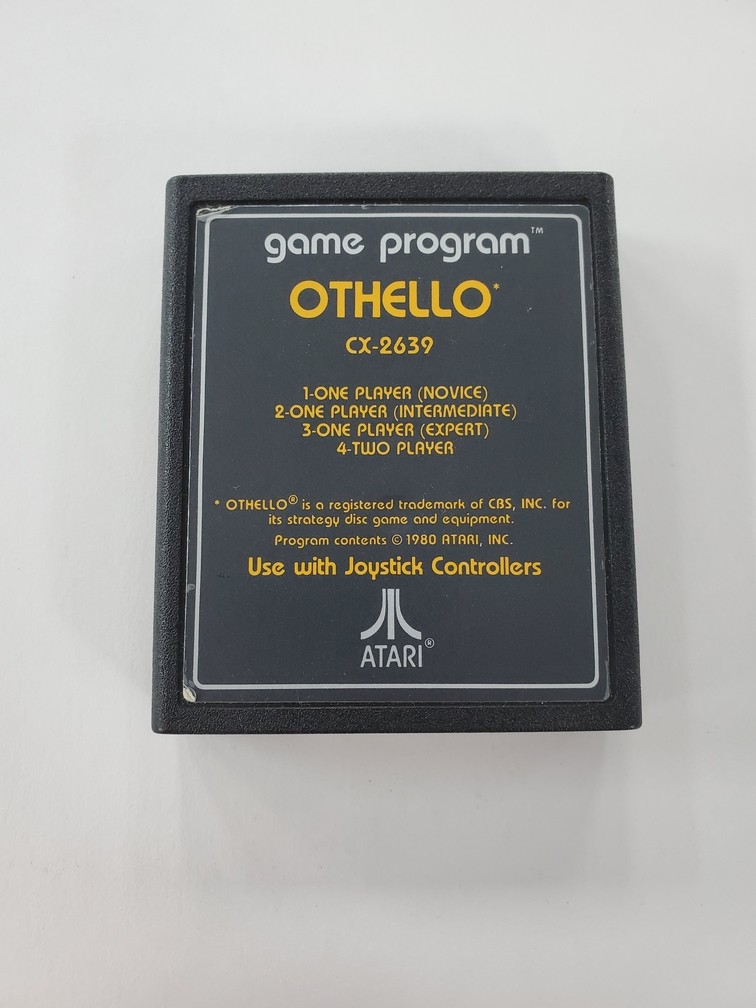 game program™
OTHELLO*
CX-2639
1-ONE PLAYER (NOVICE)
2-ONE PLAYER (INTERMEDIATE)
3-ONE PLAYER (EXPERT)
4-TWO PLAYER
* OTHELLO® is a registered trademark of CBS, INC. for
its strategy disc game and equipment.
Program contents © 1980 ATARI, INC.
Use with Joystick Controllers
ATARI®